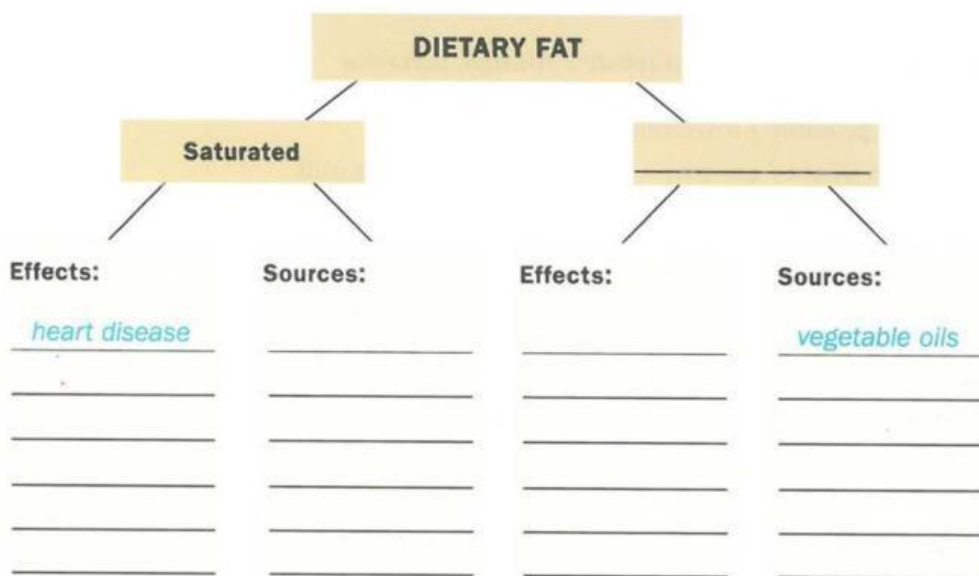 DIETARY FAT
Saturated
Effects:
Sources:
Effects:
Sources:
heart disease
vegetable oils